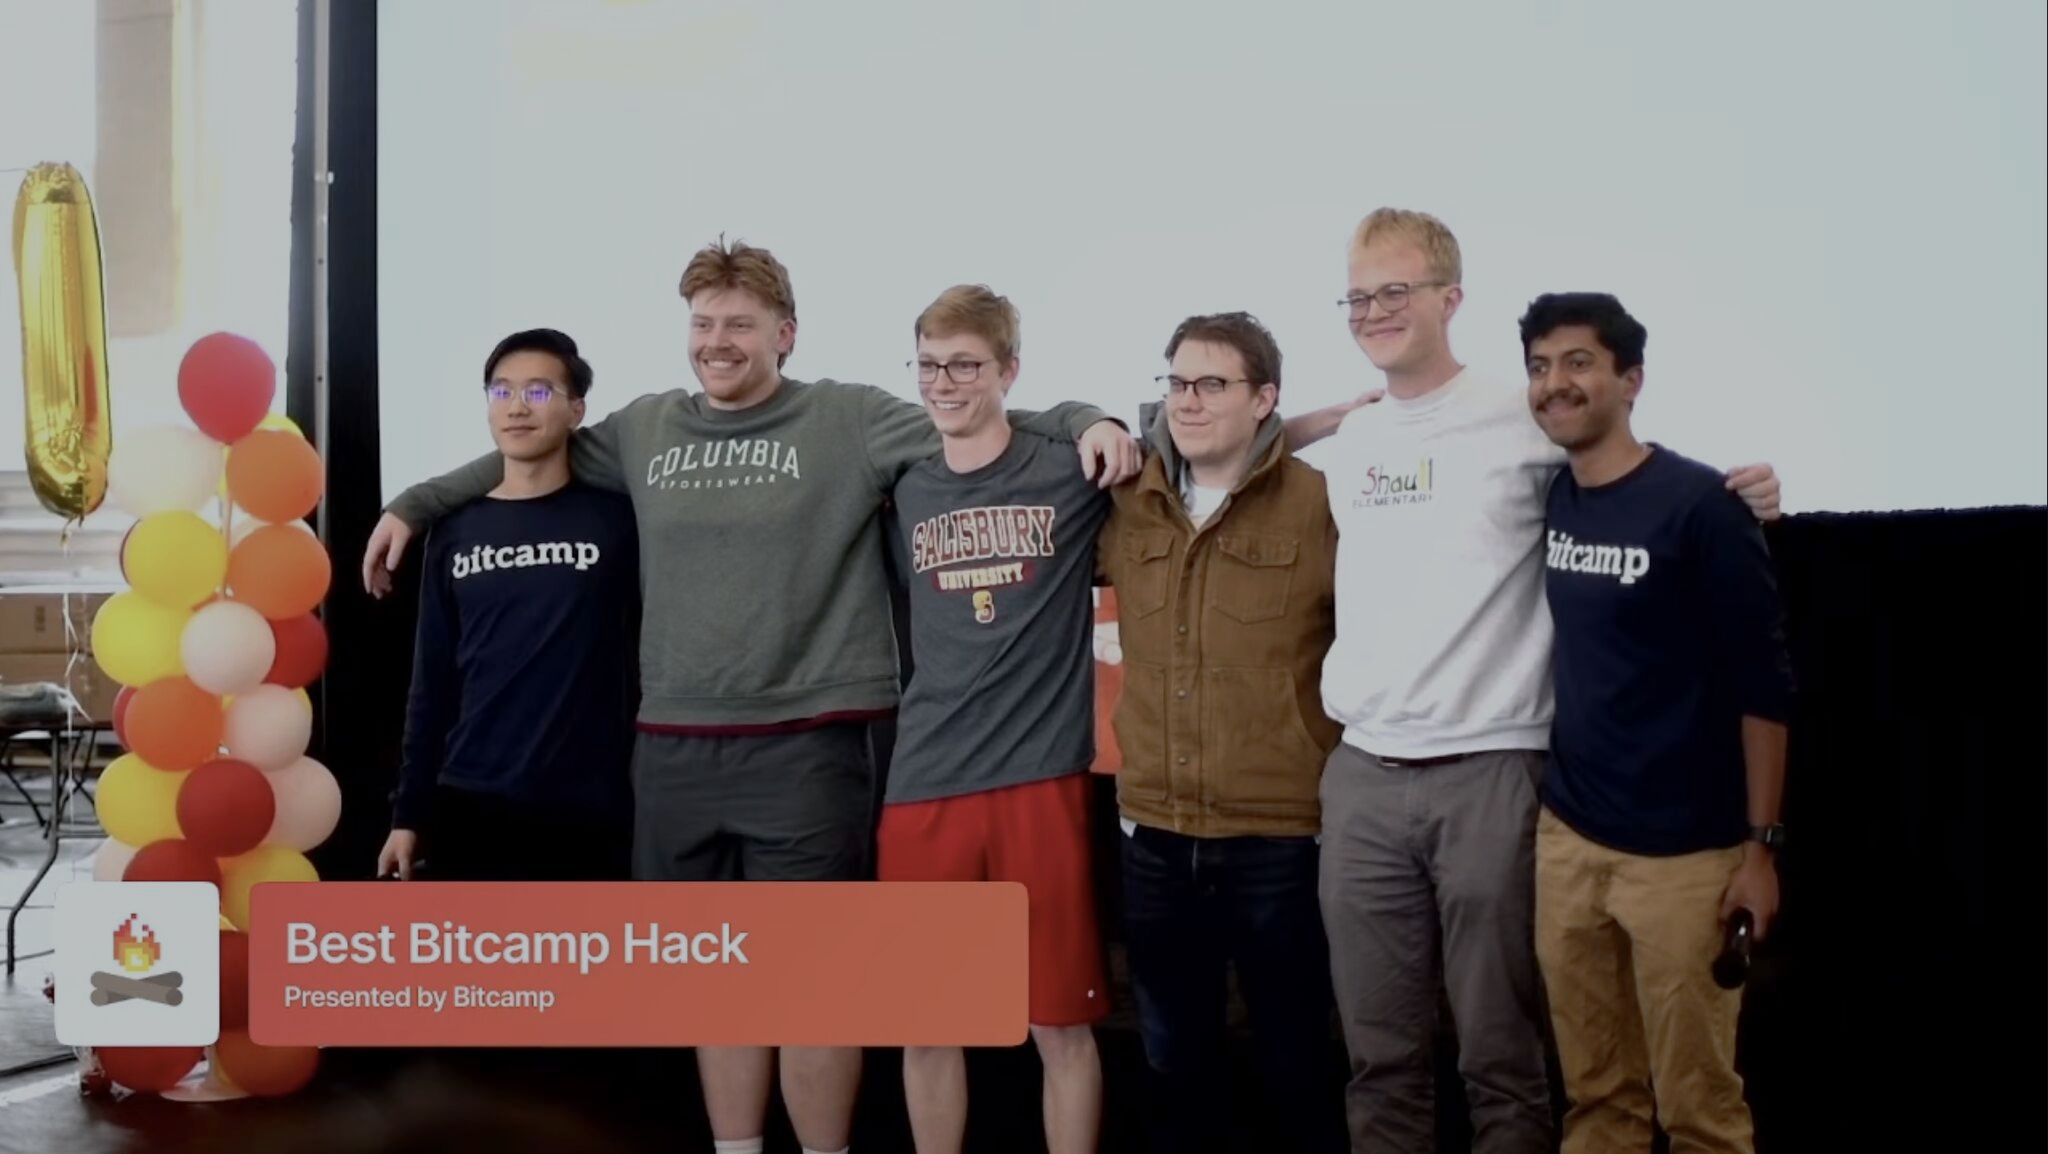 bitcamp
COLUMBIA
SPORTSWEAR
SALISBURY
UNIVERSITY
S
Shaull
ELEMENTARY
bitcamp
Best Bitcamp Hack
Presented by Bitcamp